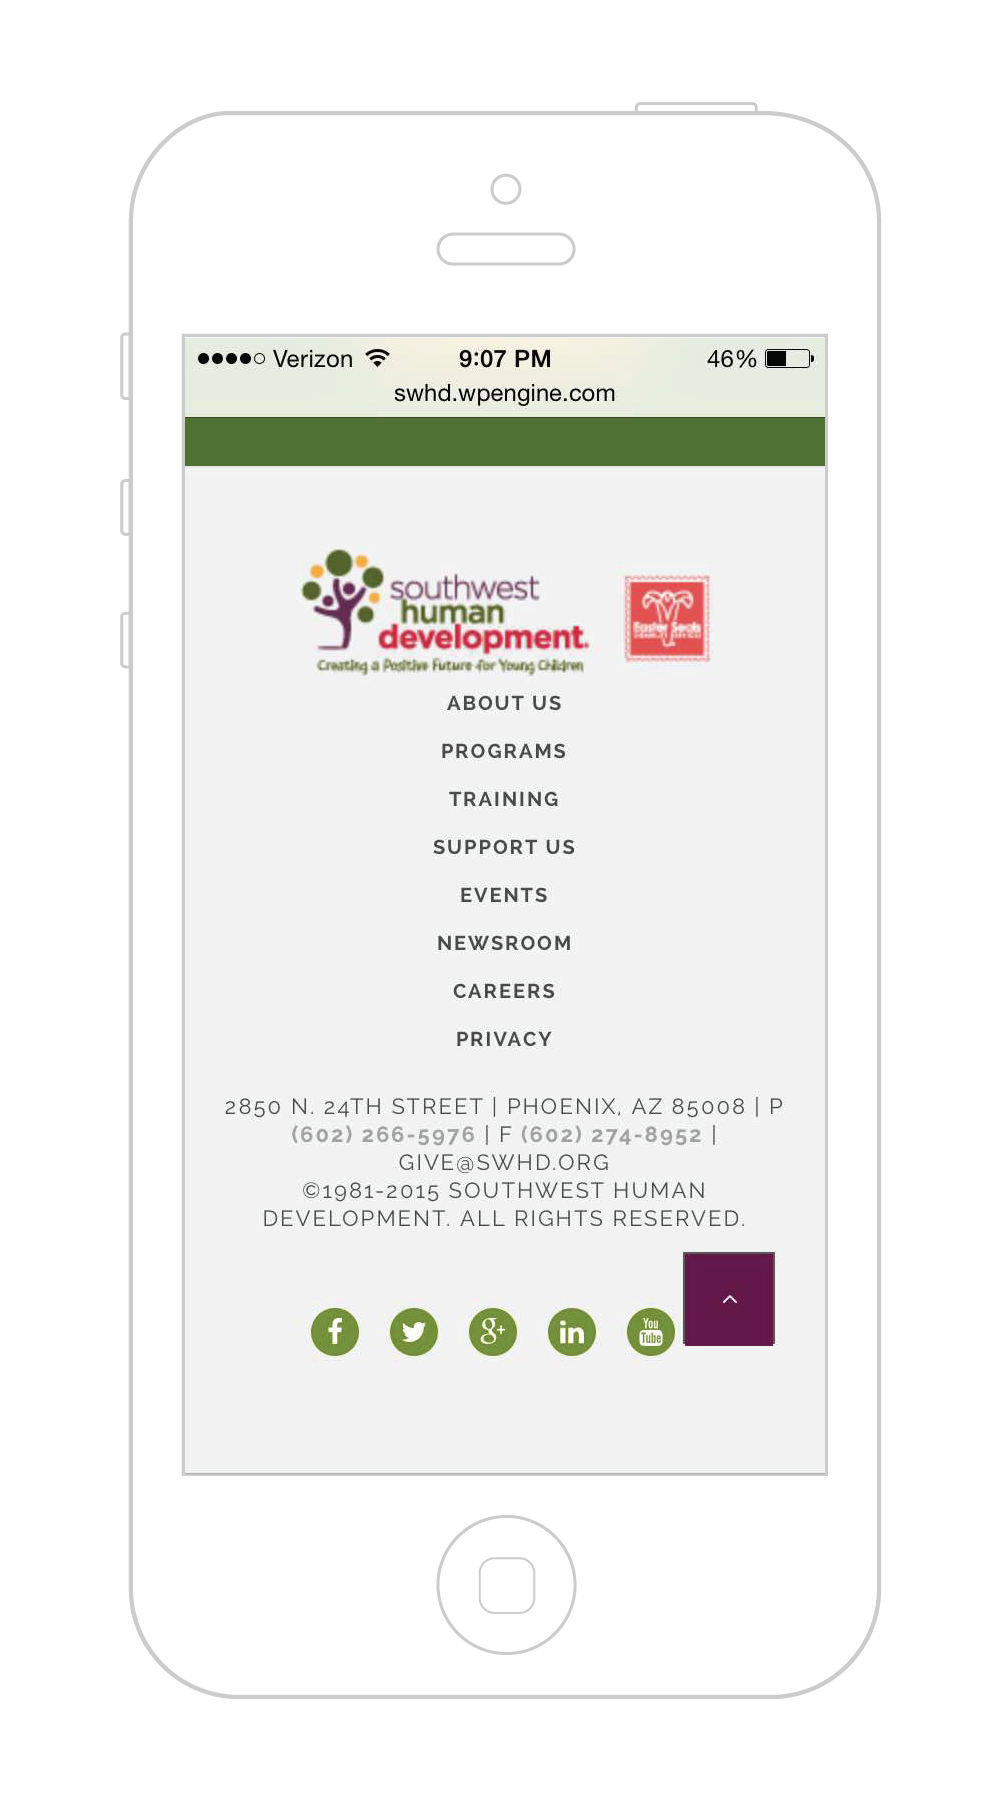 Verizon 9:07 PM 46%
swhd.wpengine.com
southwest
human
development.
Creating a Positive Future for Young Children
Easter Seals
ABOUT US
PROGRAMS
TRAINING
SUPPORT US
EVENTS
NEWSROOM
CAREERS
PRIVACY
2850 N. 24TH STREET | PHOENIX, AZ 85008 | P
(602) 266-5976 | F (602) 274-8952 |
GIVE@SWHD.ORG
©1981-2015 SOUTHWEST HUMAN
DEVELOPMENT. ALL RIGHTS RESERVED.
f g+ in You Tube